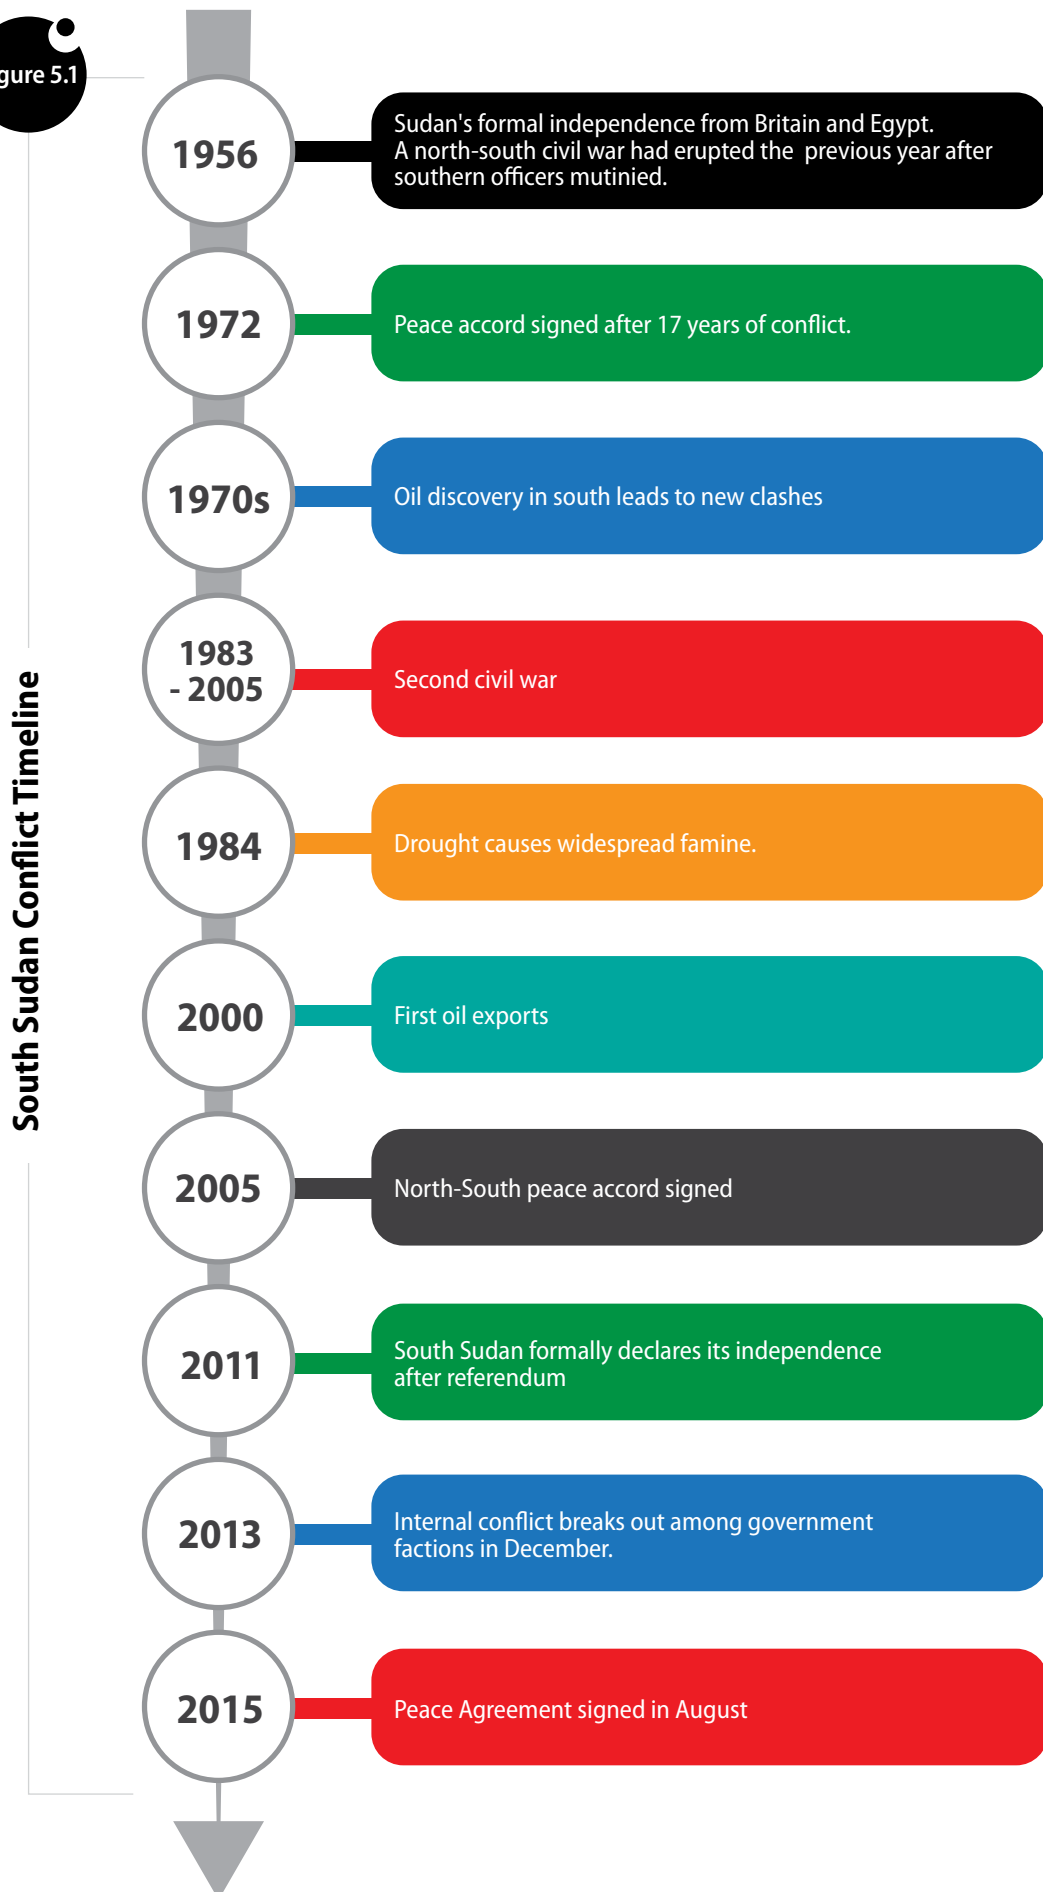 gure 5.1
South Sudan Conflict Timeline
1956
Sudan's formal independence from Britain and Egypt.
A north-south civil war had erupted the previous year after
southern officers mutinied.
1972
Peace accord signed after 17 years of conflict.
1970s
Oil discovery in south leads to new clashes
1983
- 2005
Second civil war
1984
Drought causes widespread famine.
2000
First oil exports
2005
North-South peace accord signed
2011
South Sudan formally declares its independence
after referendum
2013
Internal conflict breaks out among government
factions in December.
2015
Peace Agreement signed in August